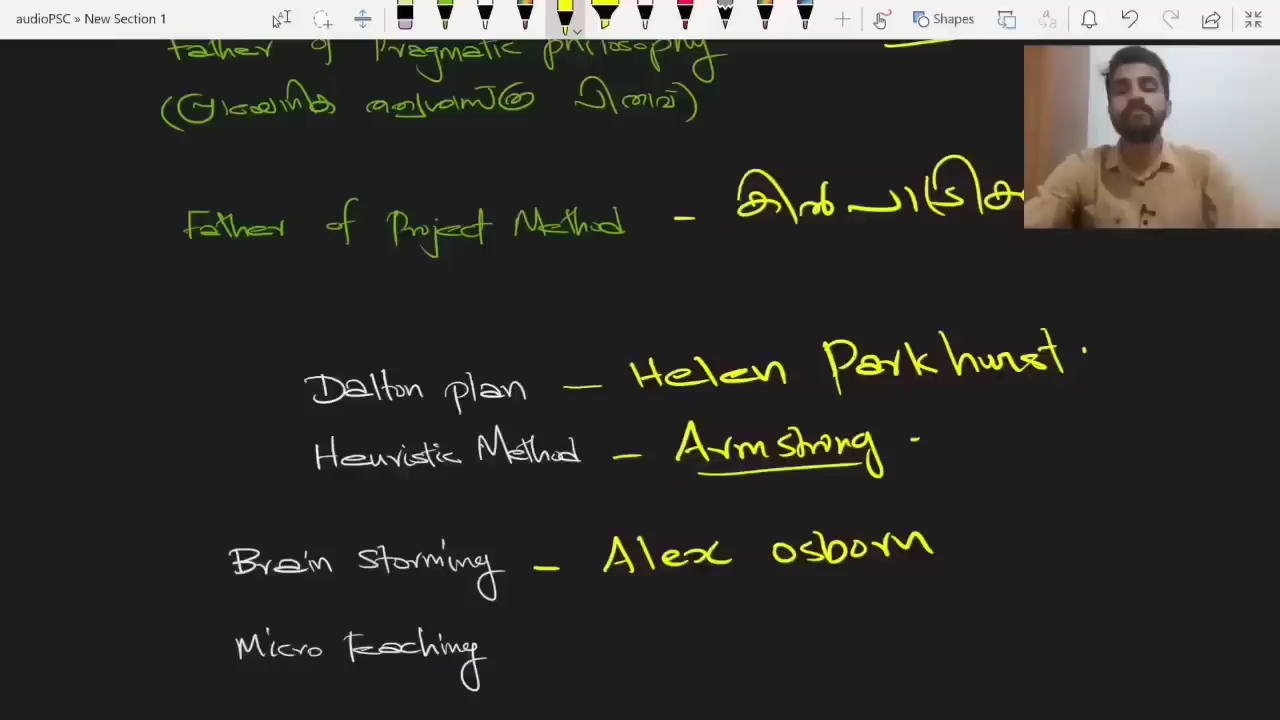 audioPSC » New Section 1
Shapes
Father of Pragmatic philosophy
പിതാവ്)
Father of Project Method - കിൽപാട്രിക
Dalton plan - Helen Parkhurst.
Heuristic Method - Armstrong -
Brain storming - Alex osborn
Micro teaching